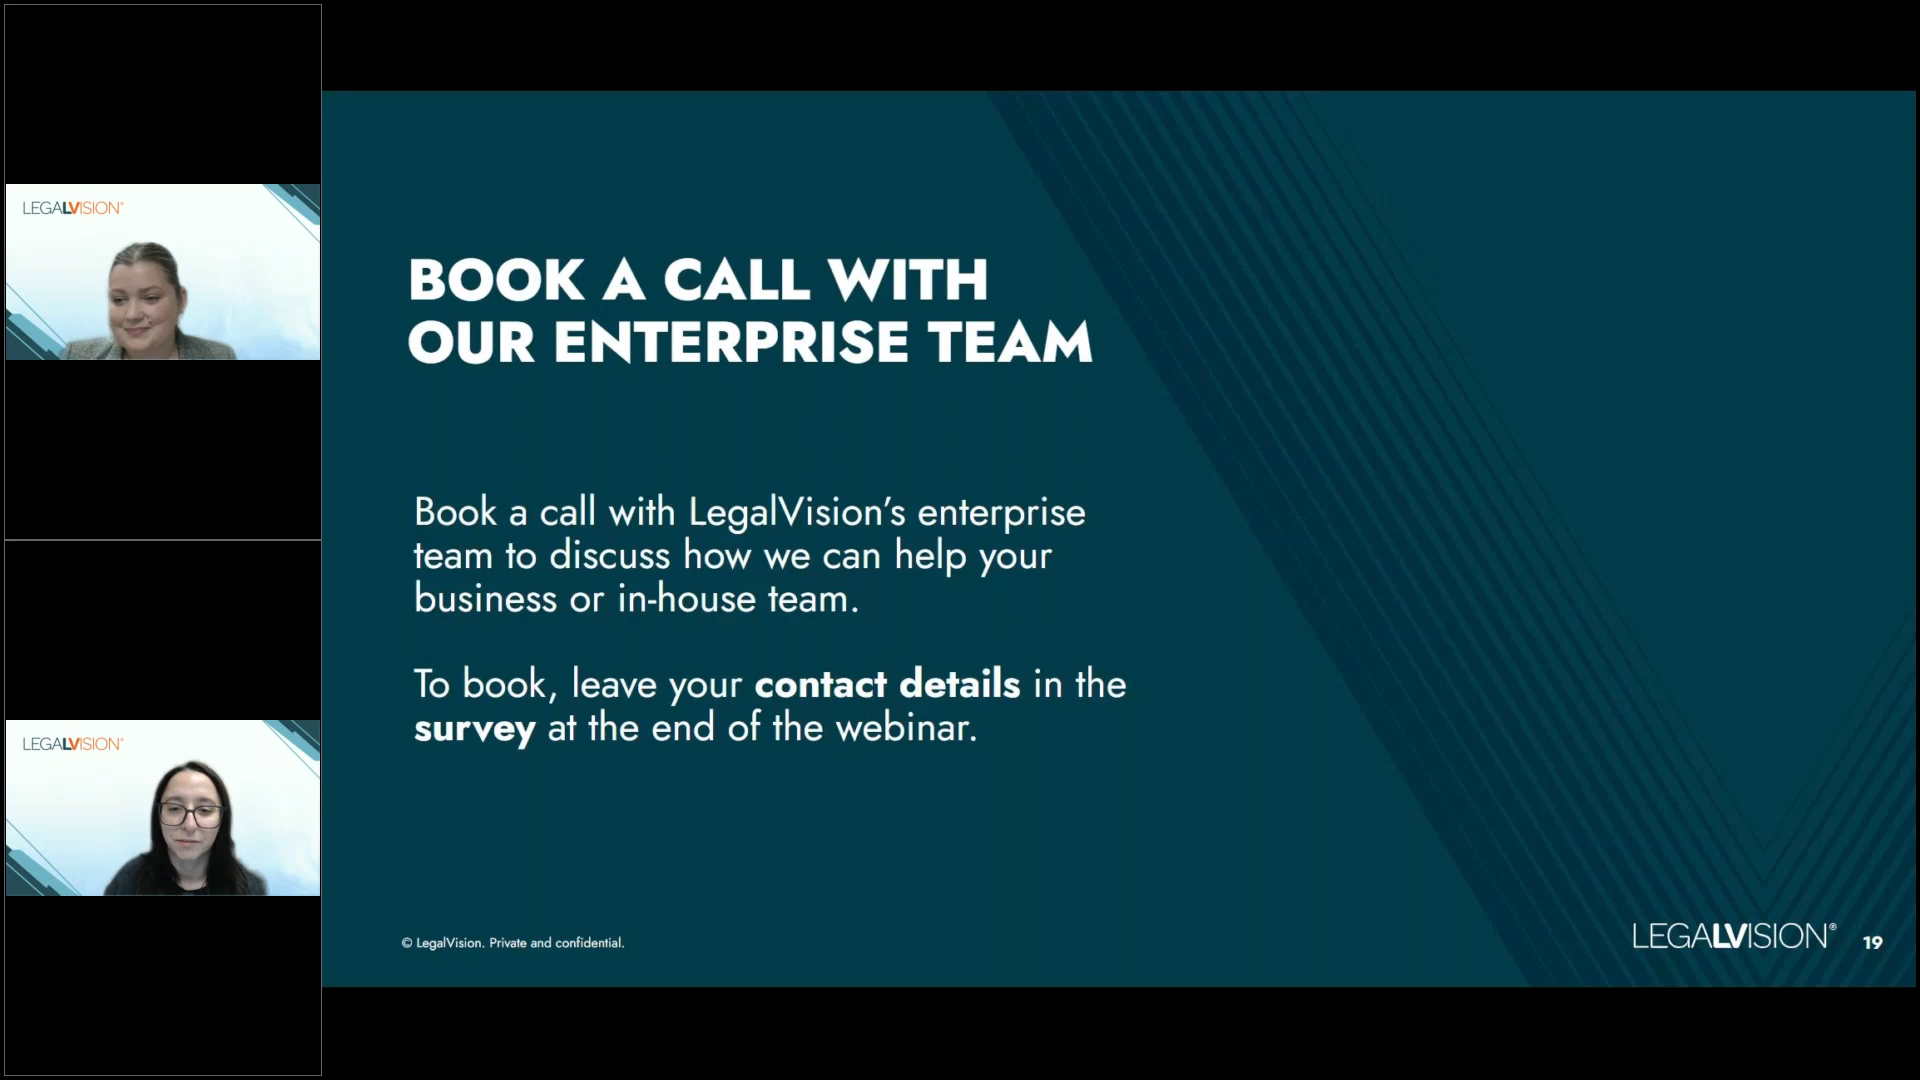 LEGALVISION®
BOOK A CALL WITH
OUR ENTERPRISE TEAM
Book a call with LegalVision’s enterprise
team to discuss how we can help your
business or in-house team.
To book, leave your contact details in the
survey at the end of the webinar.
LEGALVISION®
© LegalVision. Private and confidential.
LEGALVISION®
19